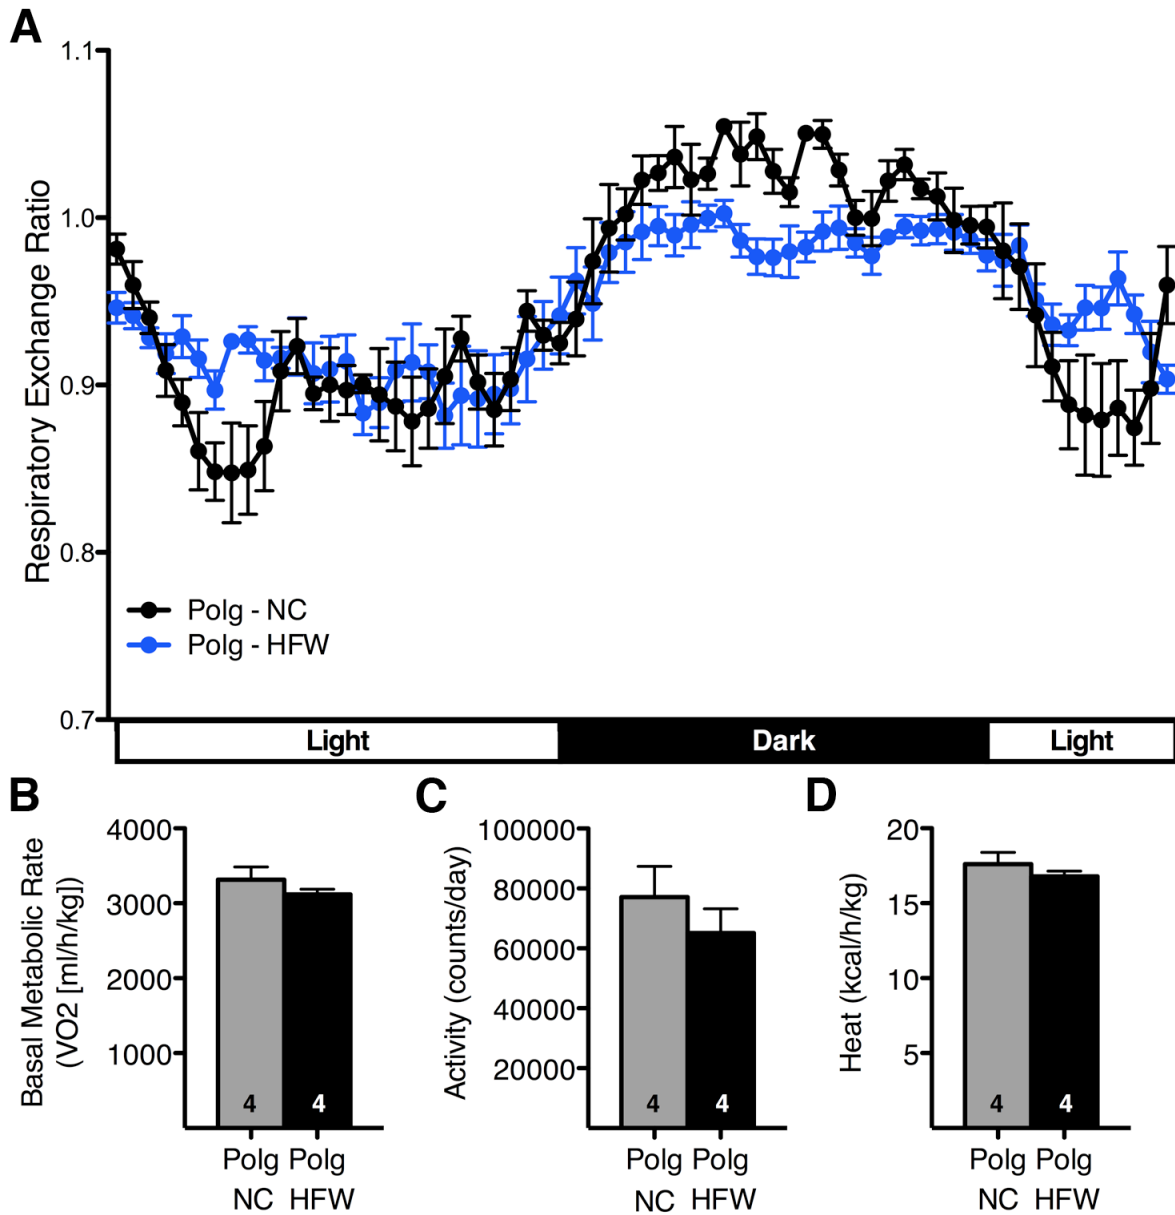 A
Respiratory Exchange Ratio
1.1
1.0
0.9
0.8
0.7
Polg - NC
Polg - HFW
Light
Dark
Light
B
Basal Metabolic Rate
(VO2 [ml/h/kg])
4000
3000
2000
1000
4
4
Polg Polg
NC HFW
C
Activity (counts/day)
100000
80000
60000
40000
20000
4
4
Polg Polg
NC HFW
D
Heat (kcal/h/kg)
20
15
10
5
4
4
Polg Polg
NC HFW